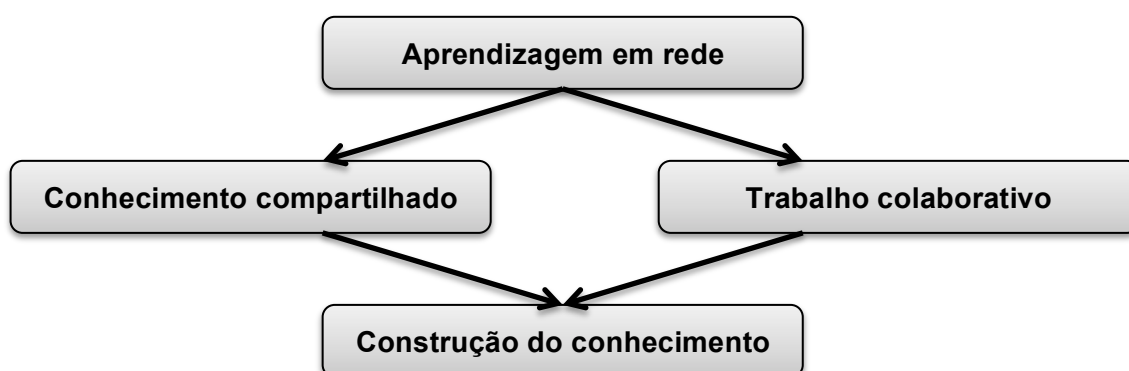 Aprendizagem em rede
Conhecimento compartilhado
Trabalho colaborativo
Construção do conhecimento